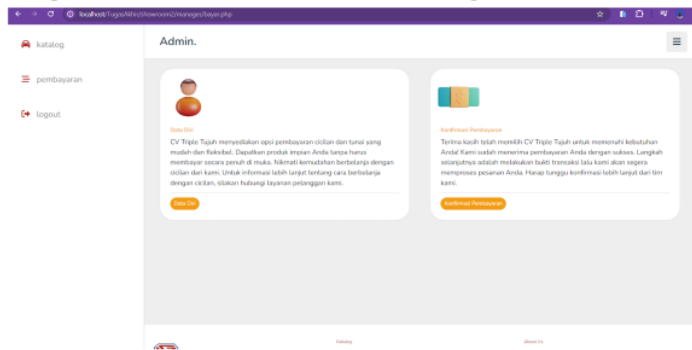 localhost/TugasAkhir/showroom2/manages/bayar.php
Admin.
katalog
pembayaran
logout
Data Diri
CV Triple Tujuh menyediakan opsi pembayaran cicilan dan tunai yang
mudah dan fleksibel. Dapatkan produk impian Anda tanpa harus
membayar secara penuh di muka. Nikmati kemudahan berbelanja dengan
cicilan dari kami. Untuk informasi lebih lanjut tentang cara berbelanja
dengan cicilan, silakan hubungi layanan pelanggan kami.
Data Diri
Konfirmasi Pembayaran
Terima kasih telah memilih CV Triple Tujuh untuk memenuhi kebutuhan
Anda! Kami sudah menerima pembayaran Anda dengan sukses. Langkah
selanjutnya adalah melakukan bukti transaksi lalu kami akan segera
memproses pesanan Anda. Harap tunggu konfirmasi lebih lanjut dari tim
kami.
Konfirmasi Pembayaran
Katalog
About Us